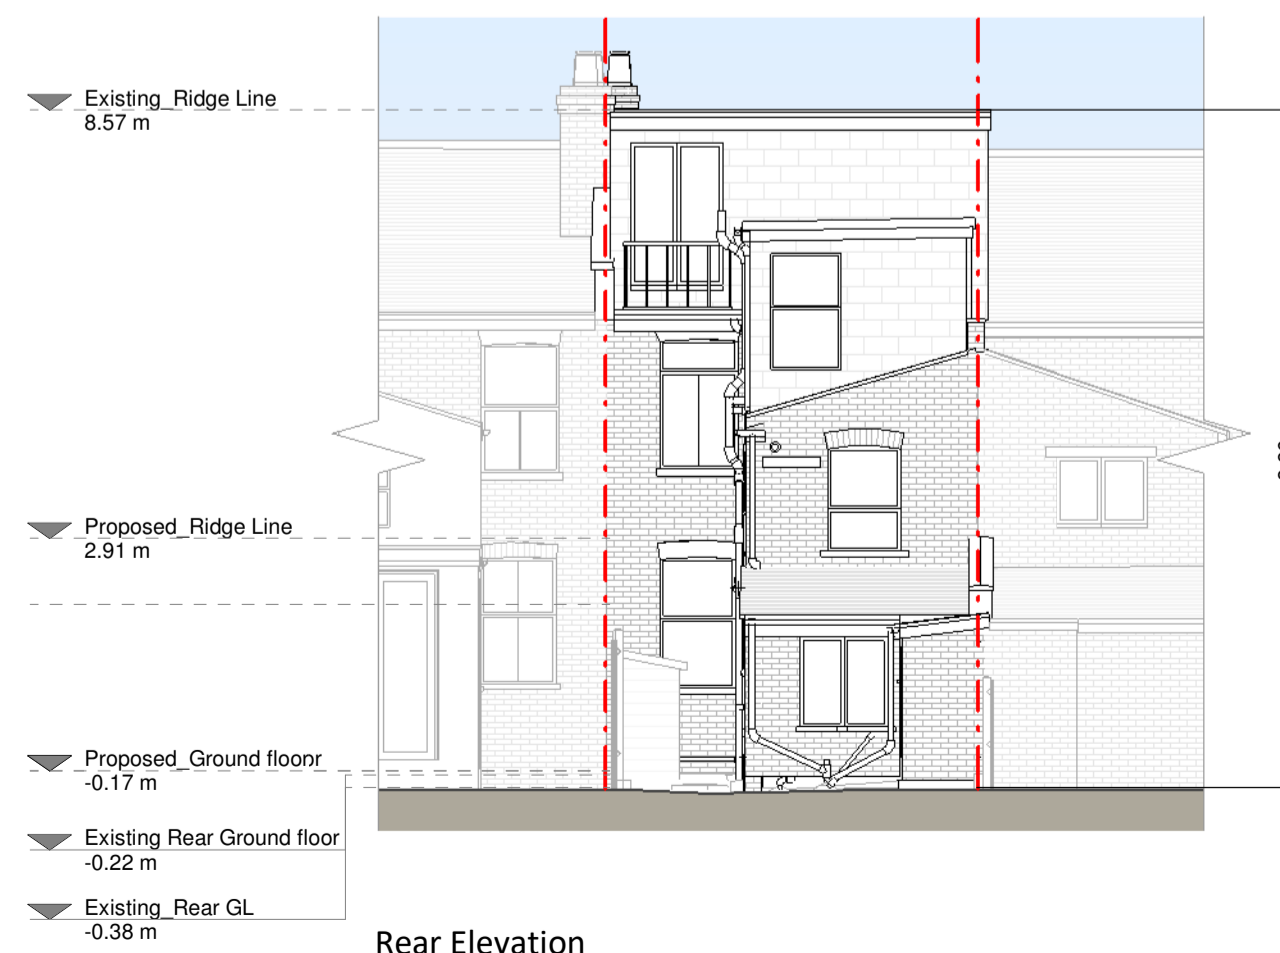 Existing_Ridge Line
8.57 m
Proposed_Ridge Line
2.91 m
Proposed_Ground floonr
-0.17 m
Existing Rear Ground floor
-0.22 m
Existing_Rear GL
-0.38 m
Rear Elevation